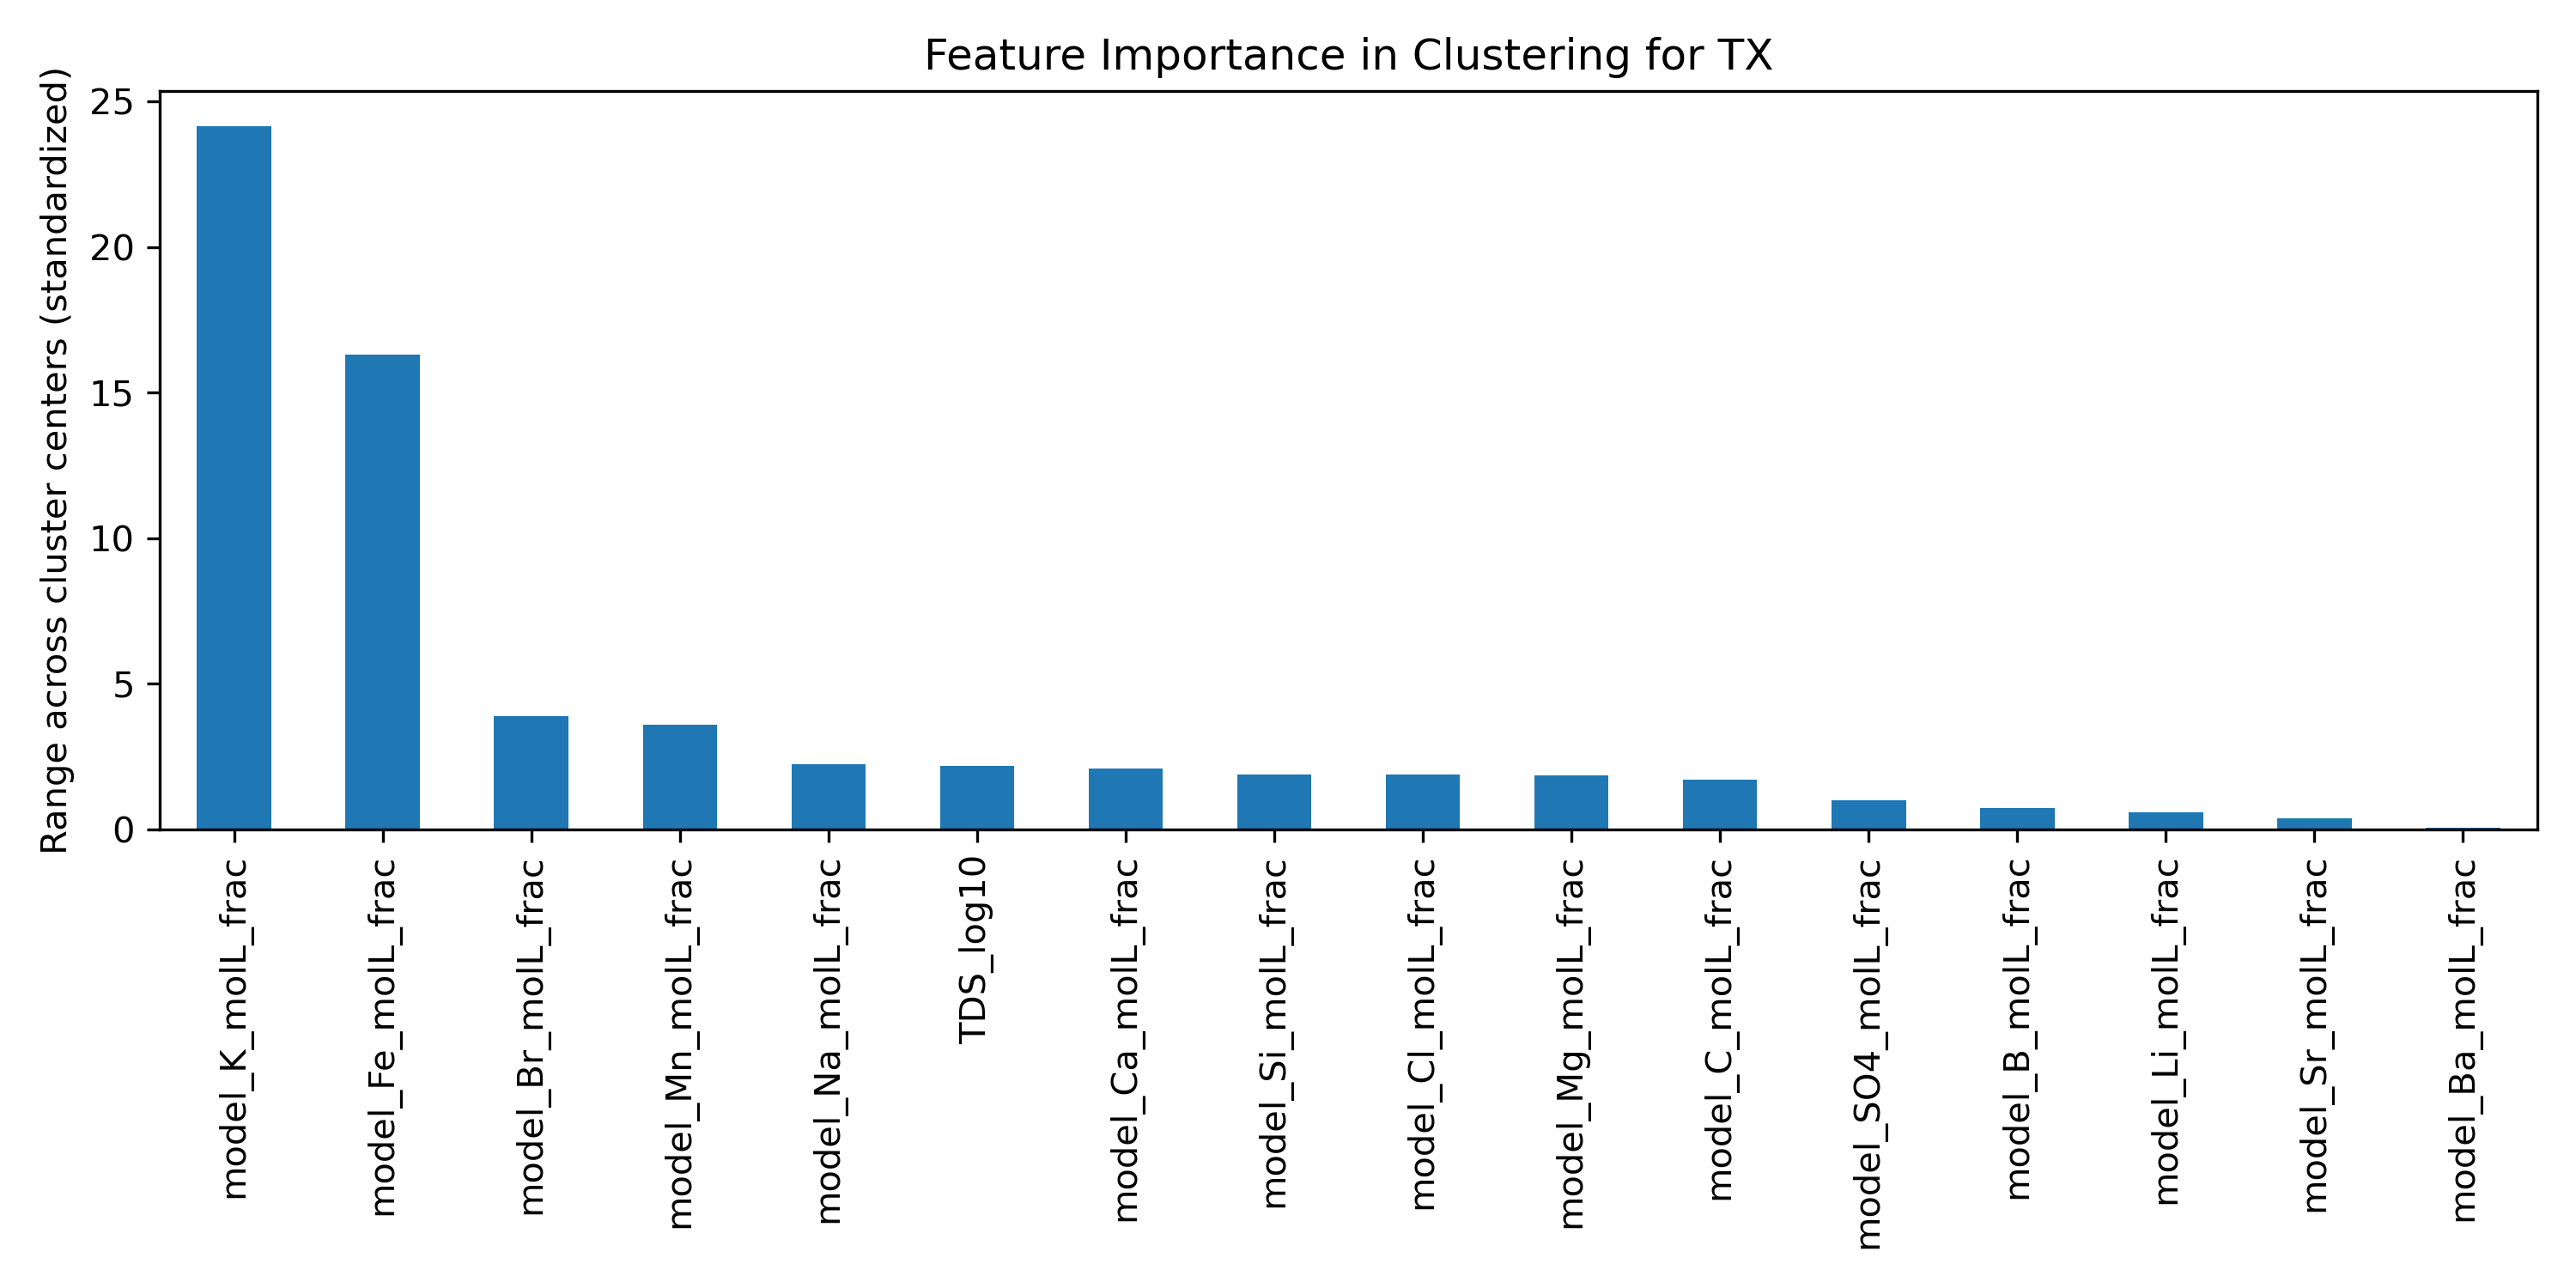 Feature Importance in Clustering for TX
Range across cluster centers (standardized)
25
20
15
10
5
0
model_K_molL_frac
model_Fe_molL_frac
model_Br_molL_frac
model_Mn_molL_frac
model_Na_molL_frac
TDS_log10
model_Ca_molL_frac
model_Si_molL_frac
model_Cl_molL_frac
model_Mg_molL_frac
model_C_molL_frac
model_SO4_molL_frac
model_B_molL_frac
model_Li_molL_frac
model_Sr_molL_frac
model_Ba_molL_frac